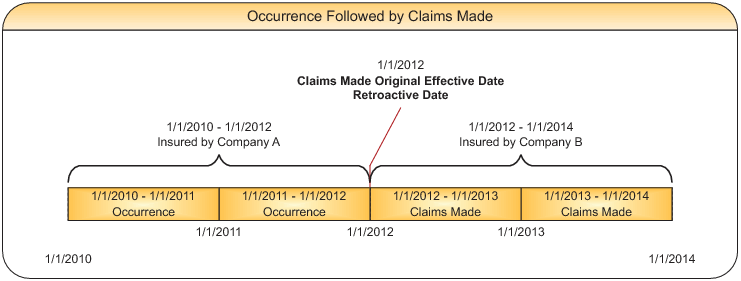 Occurrence Followed by Claims Made
1/1/2012
Claims Made Original Effective Date
Retroactive Date
1/1/2010 - 1/1/2012
Insured by Company A
1/1/2012 - 1/1/2014
Insured by Company B
1/1/2010 - 1/1/2011
Occurrence
1/1/2011 - 1/1/2012
Occurrence
1/1/2012 - 1/1/2013
Claims Made
1/1/2013 - 1/1/2014
Claims Made
1/1/2011
1/1/2012
1/1/2013
1/1/2010
1/1/2014